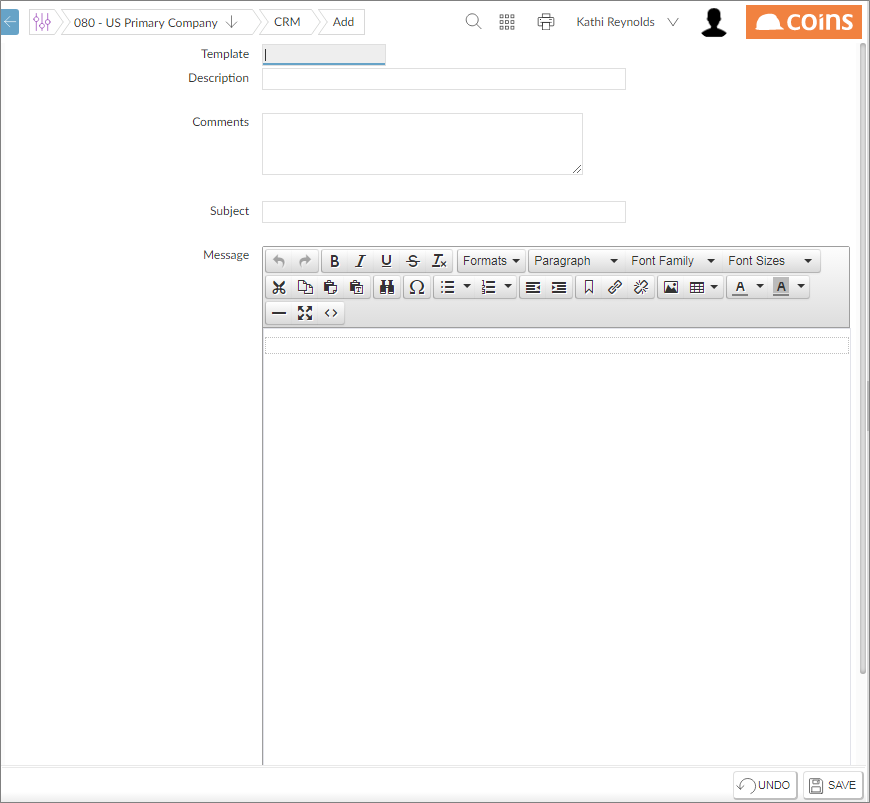 080 - US Primary Company CRM Add Kathi Reynolds coins
Template
Description
Comments
Subject
Message
B I U S Tx Formats Paragraph Font Family Font Sizes
Ω A A
UNDO SAVE